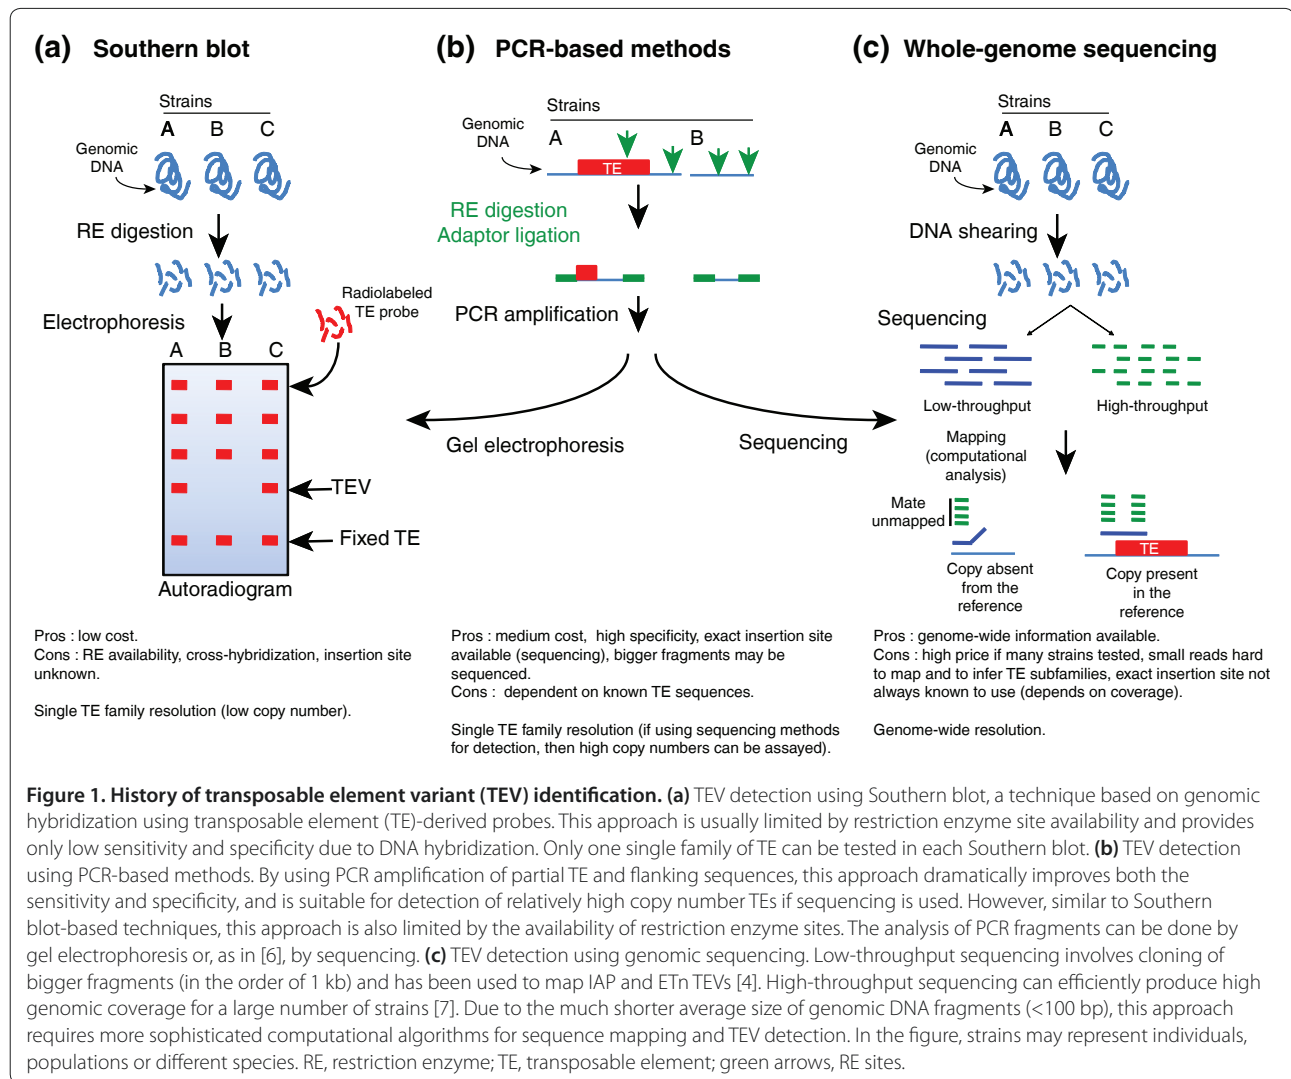 (a) Southern blot
Strains
A B C
Genomic
DNA
RE digestion
Electrophoresis
Radiolabeled
TE probe
A B C
TEV
Fixed TE
Autoradiogram
Pros : low cost.
Cons : RE availability, cross-hybridization, insertion site
unknown.
Single TE family resolution (low copy number).
(b) PCR-based methods
Strains
A B
Genomic
DNA
TE
RE digestion
Adaptor ligation
PCR amplification
Gel electrophoresis
Sequencing
Pros : medium cost, high specificity, exact insertion site
available (sequencing), bigger fragments may be
sequenced.
Cons : dependent on known TE sequences.
Single TE family resolution (if using sequencing methods
for detection, then high copy numbers can be assayed).
(c) Whole-genome sequencing
Strains
A B C
Genomic
DNA
DNA shearing
Sequencing
Low-throughput
High-throughput
Mapping
(computational
analysis)
Mate
unmapped
TE
Copy absent
from the
reference
Copy present
in the
reference
Pros : genome-wide information available.
Cons : high price if many strains tested, small reads hard
to map and to infer TE subfamilies, exact insertion site not
always known to use (depends on coverage).
Genome-wide resolution.
Figure 1. History of transposable element variant (TEV) identification. (a) TEV detection using Southern blot, a technique based on genomic
hybridization using transposable element (TE)-derived probes. This approach is usually limited by restriction enzyme site availability and provides
only low sensitivity and specificity due to DNA hybridization. Only one single family of TE can be tested in each Southern blot. (b) TEV detection
using PCR-based methods. By using PCR amplification of partial TE and flanking sequences, this approach dramatically improves both the
sensitivity and specificity, and is suitable for detection of relatively high copy number TEs if sequencing is used. However, similar to Southern
blot-based techniques, this approach is also limited by the availability of restriction enzyme sites. The analysis of PCR fragments can be done by
gel electrophoresis or, as in [6], by sequencing. (c) TEV detection using genomic sequencing. Low-throughput sequencing involves cloning of
bigger fragments (in the order of 1 kb) and has been used to map IAP and ETn TEVs [4]. High-throughput sequencing can efficiently produce high
genomic coverage for a large number of strains [7]. Due to the much shorter average size of genomic DNA fragments (<100 bp), this approach
requires more sophisticated computational algorithms for sequence mapping and TEV detection. In the figure, strains may represent individuals,
populations or different species. RE, restriction enzyme; TE, transposable element; green arrows, RE sites.